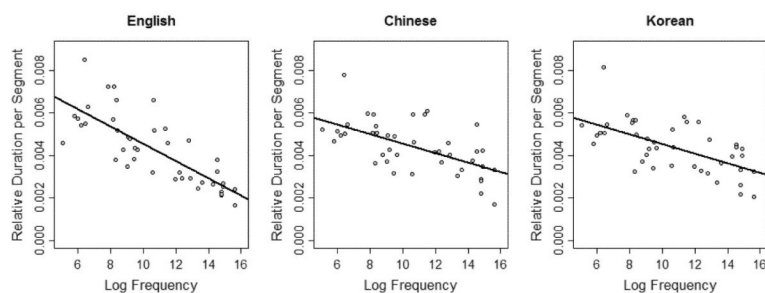 English Chinese Korean
Relative Duration per Segment
0.000 0.002 0.004 0.006 0.008
6 8 10 12 14 16
Log Frequency
Relative Duration per Segment
0.000 0.002 0.004 0.006 0.008
6 8 10 12 14 16
Log Frequency
Relative Duration per Segment
0.000 0.002 0.004 0.006 0.008
6 8 10 12 14 16
Log Frequency